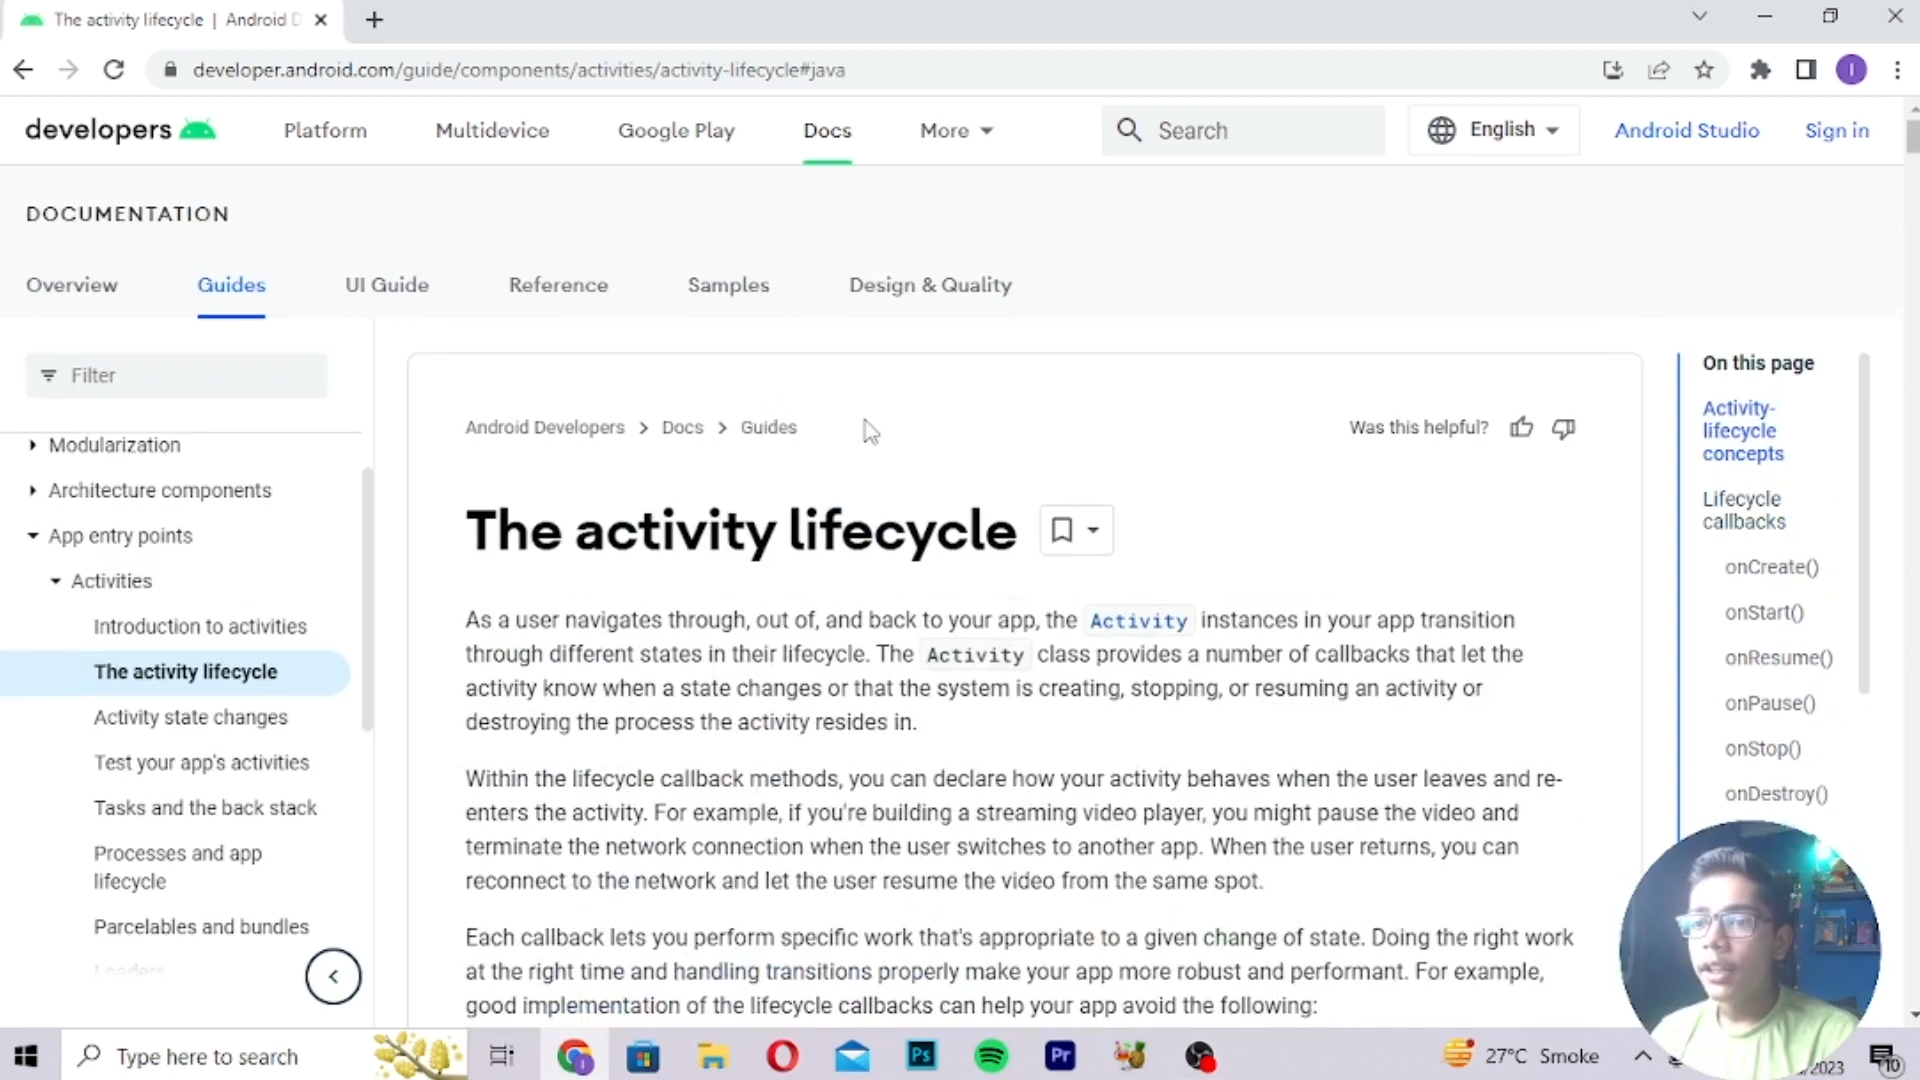 The activity lifecycle | Android D
developer.android.com/guide/components/activities/activity-lifecycle#java
I
developers
Platform
Multidevice
Google Play
Docs
More
Search
English
Android Studio
Sign in
DOCUMENTATION
Overview
Guides
UI Guide
Reference
Samples
Design & Quality
Filter
Modularization
Architecture components
App entry points
Activities
Introduction to activities
The activity lifecycle
Activity state changes
Test your app's activities
Tasks and the back stack
Processes and app
lifecycle
Parcelables and bundles
Loaders
Android Developers > Docs > Guides
Was this helpful?
The activity lifecycle
As a user navigates through, out of, and back to your app, the Activity instances in your app transition
through different states in their lifecycle. The Activity class provides a number of callbacks that let the
activity know when a state changes or that the system is creating, stopping, or resuming an activity or
destroying the process the activity resides in.
Within the lifecycle callback methods, you can declare how your activity behaves when the user leaves and re-
enters the activity. For example, if you're building a streaming video player, you might pause the video and
terminate the network connection when the user switches to another app. When the user returns, you can
reconnect to the network and let the user resume the video from the same spot.
Each callback lets you perform specific work that's appropriate to a given change of state. Doing the right work
at the right time and handling transitions properly make your app more robust and performant. For example,
good implementation of the lifecycle callbacks can help your app avoid the following:
On this page
Activity-
lifecycle
concepts
Lifecycle
callbacks
onCreate()
onStart()
onResume()
onPause()
onStop()
onDestroy()
Type here to search
Ps
Pr
27°C Smoke
/2023
10